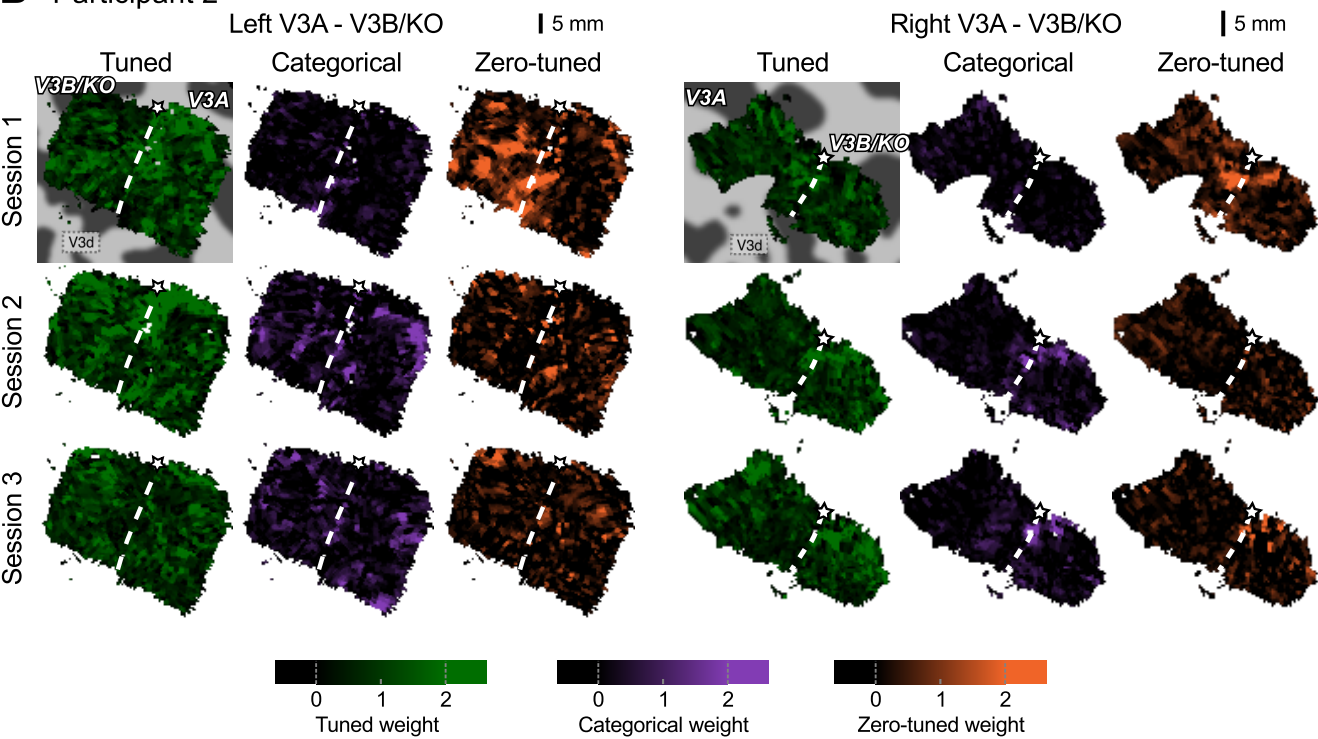 B Participant 2
Left V3A - V3B/KO
5 mm
Right V3A - V3B/KO
5 mm
Tuned
Categorical
Zero-tuned
Tuned
Categorical
Zero-tuned
Session 1
V3B/KO
V3A
V3d
V3A
V3B/KO
V3d
Session 2
Session 3
0 1 2
Tuned weight
0 1 2
Categorical weight
0 1 2
Zero-tuned weight